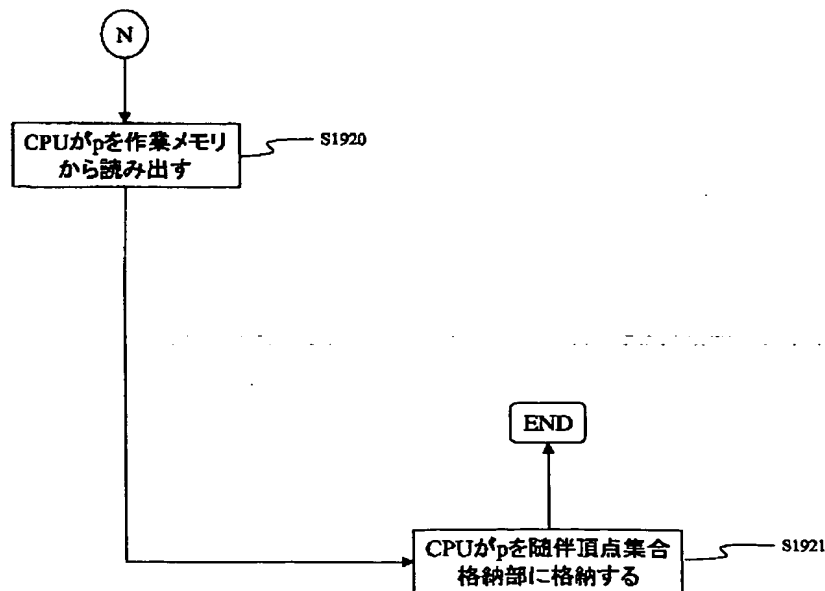 N
CPUがpを作業メモリ
から読み出す
S1920
END
CPUがpを随伴頂点集合
格納部に格納する
S1921